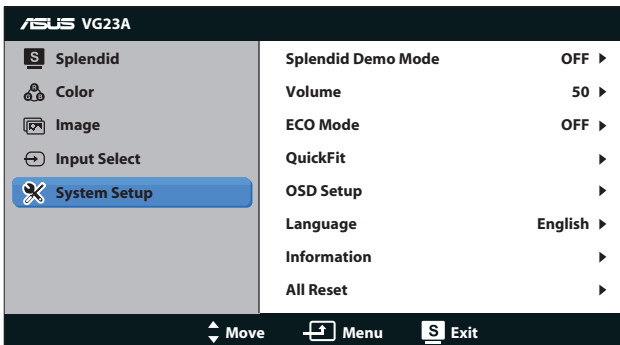 ASUS VG23A
S Splendid
Color
Image
Input Select
System Setup
Splendid Demo Mode OFF
Volume 50
ECO Mode OFF
QuickFit
OSD Setup
Language English
Information
All Reset
Move Menu S Exit